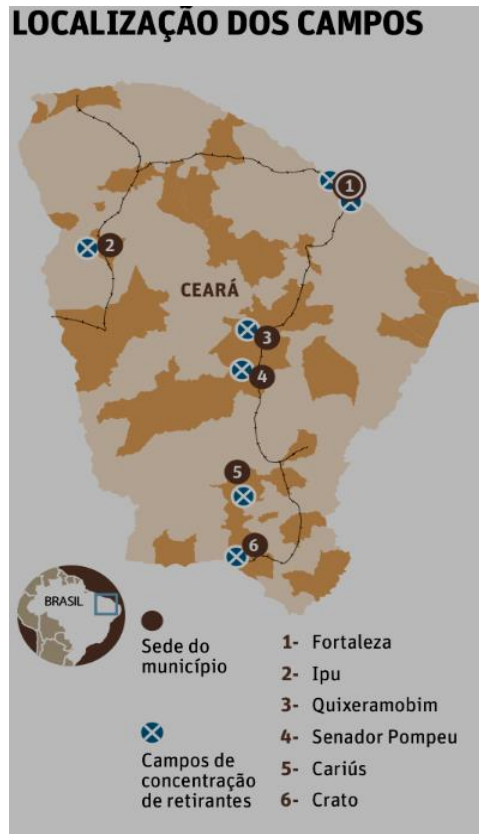 LOCALIZAÇÃO DOS CAMPOS
1
2
CEARÁ
3
4
5
6
BRASIL
Sede do
município
Campos de
concentração
de retirantes
1- Fortaleza
2- Ipu
3- Quixeramobim
4- Senador Pompeu
5- Cariús
6- Crato